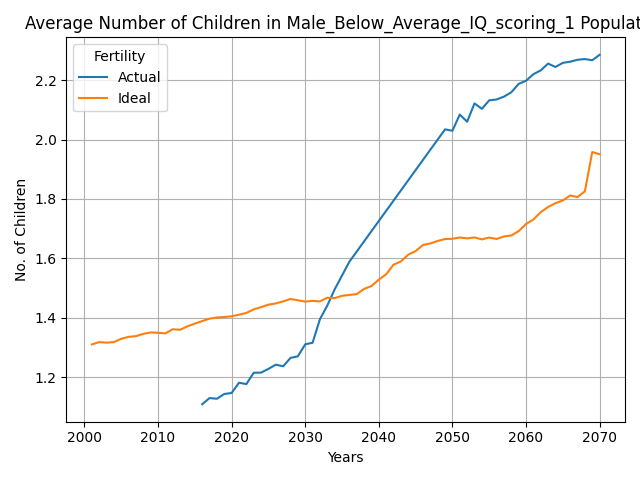 Average Number of Children in Male_Below_Average_IQ_scoring_1 Populat
Fertility
Actual
Ideal
No. of Children
2.2
2.0
1.8
1.6
1.4
1.2
2000 2010 2020 2030 2040 2050 2060 2070
Years